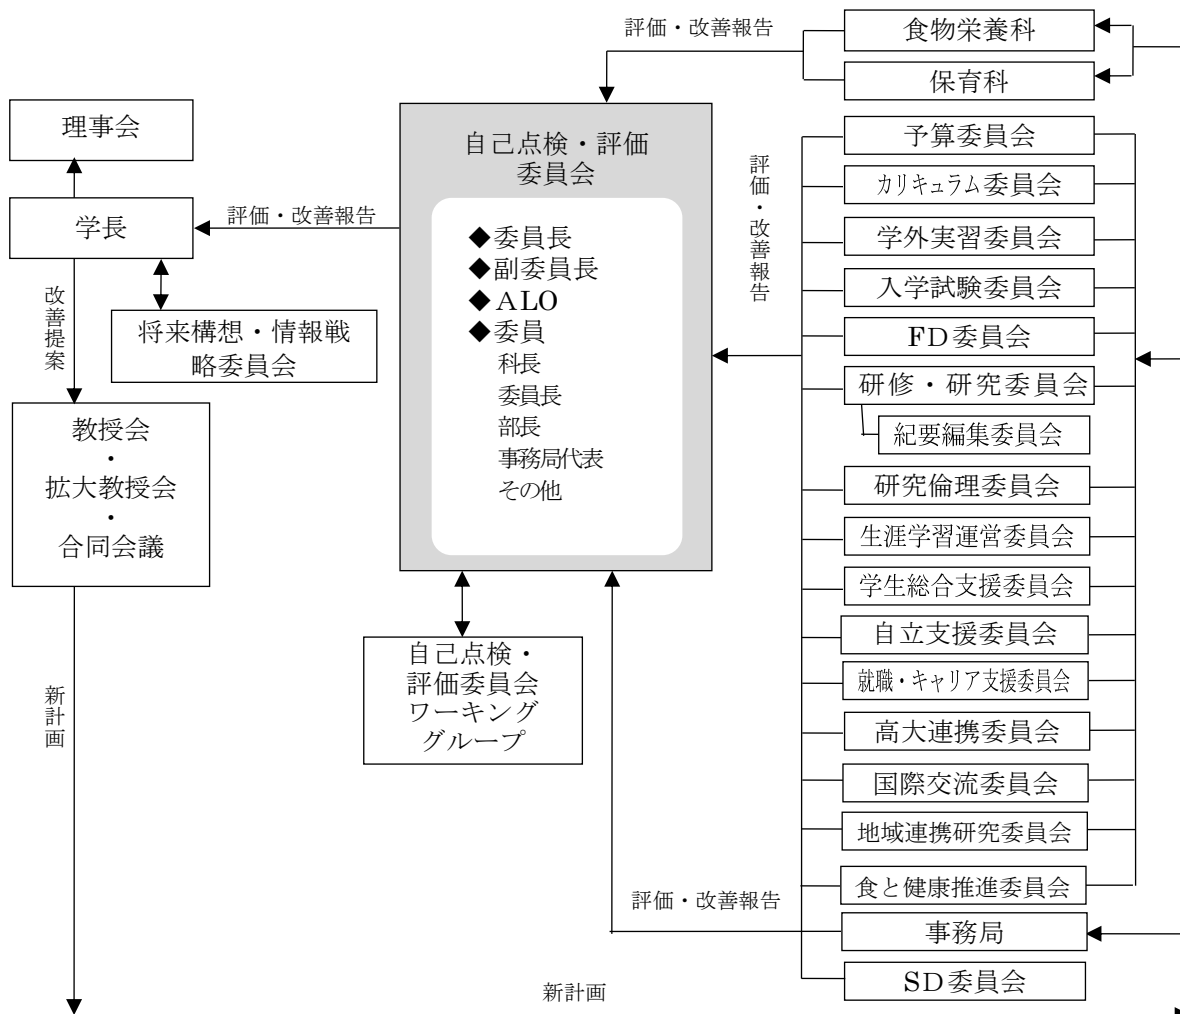 評価・改善報告
食物栄養科
保育科
理事会
学長
評価・改善報告
改善提案
将来構想・情報戦
略委員会
教授会
・
拡大教授会
・
合同会議
新計画
自己点検・評価
委員会
◆委員長
◆副委員長
◆ALO
◆委員
科長
委員長
部長
事務局代表
その他
自己点検・
評価委員会
ワーキング
グループ
評価・改善報告
予算委員会
カリキュラム委員会
学外実習委員会
入学試験委員会
FD委員会
研修・研究委員会
紀要編集委員会
研究倫理委員会
生涯学習運営委員会
学生総合支援委員会
自立支援委員会
就職・キャリア支援委員会
高大連携委員会
国際交流委員会
地域連携研究委員会
食と健康推進委員会
評価・改善報告
事務局
SD委員会
新計画